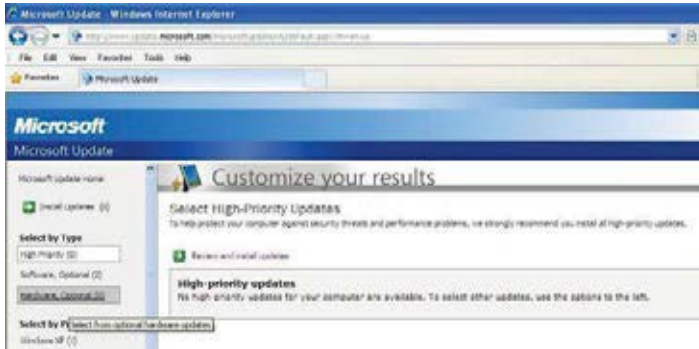 Microsoft Update - Windows Internet Explorer
File Edit View Favorites Tools Help
Favorites Microsoft Update
Microsoft
Microsoft Update
Microsoft Update Home
Customize your results
Install Updates
Select High-Priority Updates
To help protect your computer against security threats and performance problems, we strongly recommend you install all high-priority updates.
Select by Type
Review and install updates
High Priority (0)
Software, Optional (2)
High-priority updates
Hardware, Optional
No high-priority updates for your computer are available. To select other updates, use the options to the left.
Select by
Select from optional hardware updates
Windows XP